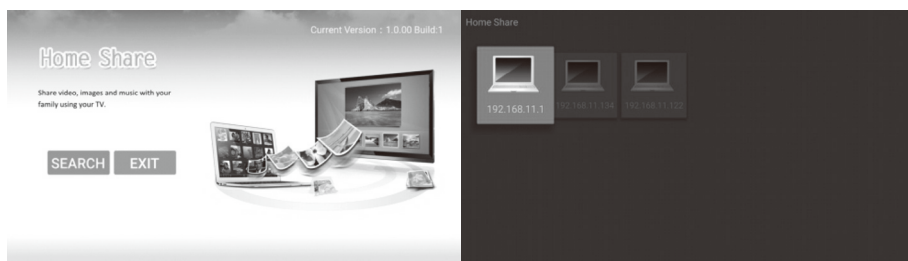 Current Version : 1.0.00 Build:1
Home Share
Share video, images and music with your
family using your TV.
SEARCH EXIT
Home Share
192.168.11.1 192.168.11.104 192.168.11.122